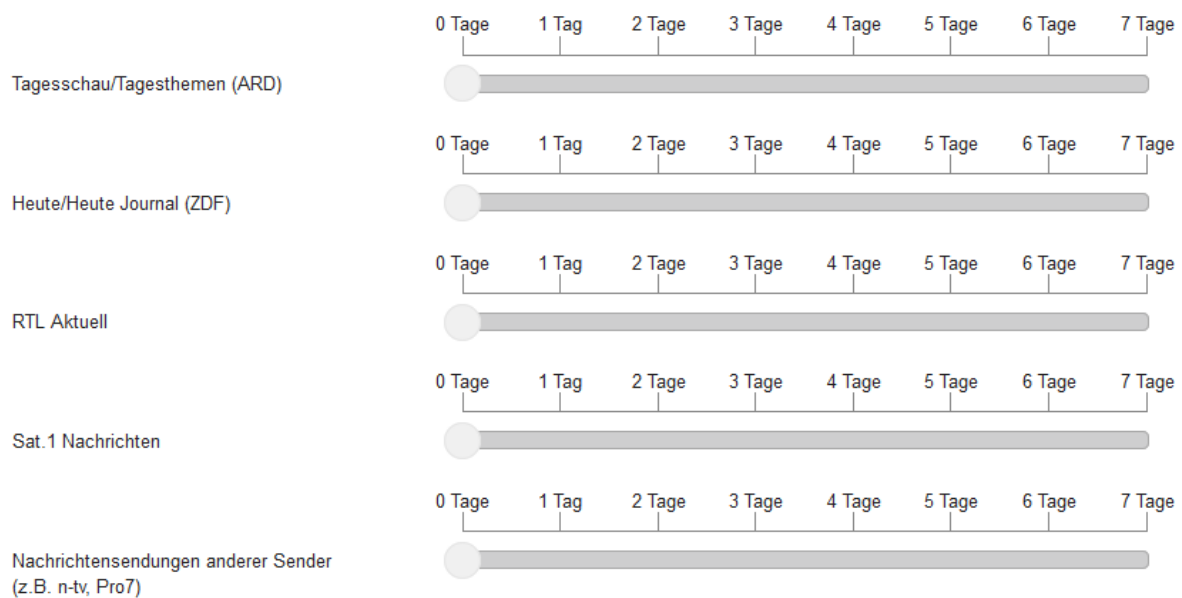 0 Tage 1 Tag 2 Tage 3 Tage 4 Tage 5 Tage 6 Tage 7 Tage
Tagesschau/Tagesthemen (ARD)
0 Tage 1 Tag 2 Tage 3 Tage 4 Tage 5 Tage 6 Tage 7 Tage
Heute/Heute Journal (ZDF)
0 Tage 1 Tag 2 Tage 3 Tage 4 Tage 5 Tage 6 Tage 7 Tage
RTL Aktuell
0 Tage 1 Tag 2 Tage 3 Tage 4 Tage 5 Tage 6 Tage 7 Tage
Sat.1 Nachrichten
0 Tage 1 Tag 2 Tage 3 Tage 4 Tage 5 Tage 6 Tage 7 Tage
Nachrichtensendungen anderer Sender
(z.B. n-tv, Pro7)